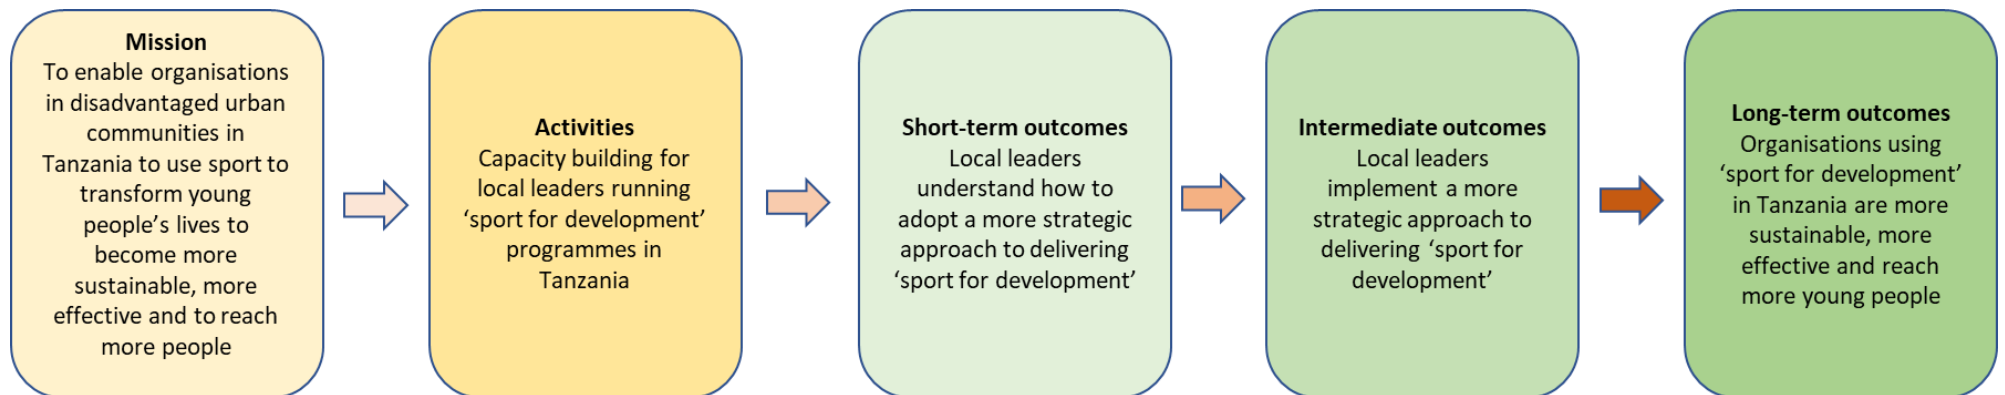 Mission
To enable organisations
in disadvantaged urban
communities in
Tanzania to use sport to
transform young
people’s lives to
become more
sustainable, more
effective and to reach
more people
Activities
Capacity building for
local leaders running
‘sport for development’
programmes in
Tanzania
Short-term outcomes
Local leaders
understand how to
adopt a more strategic
approach to delivering
‘sport for development’
Intermediate outcomes
Local leaders
implement a more
strategic approach to
delivering ‘sport for
development’
Long-term outcomes
Organisations using
‘sport for development’
in Tanzania are more
sustainable, more
effective and reach
more young people